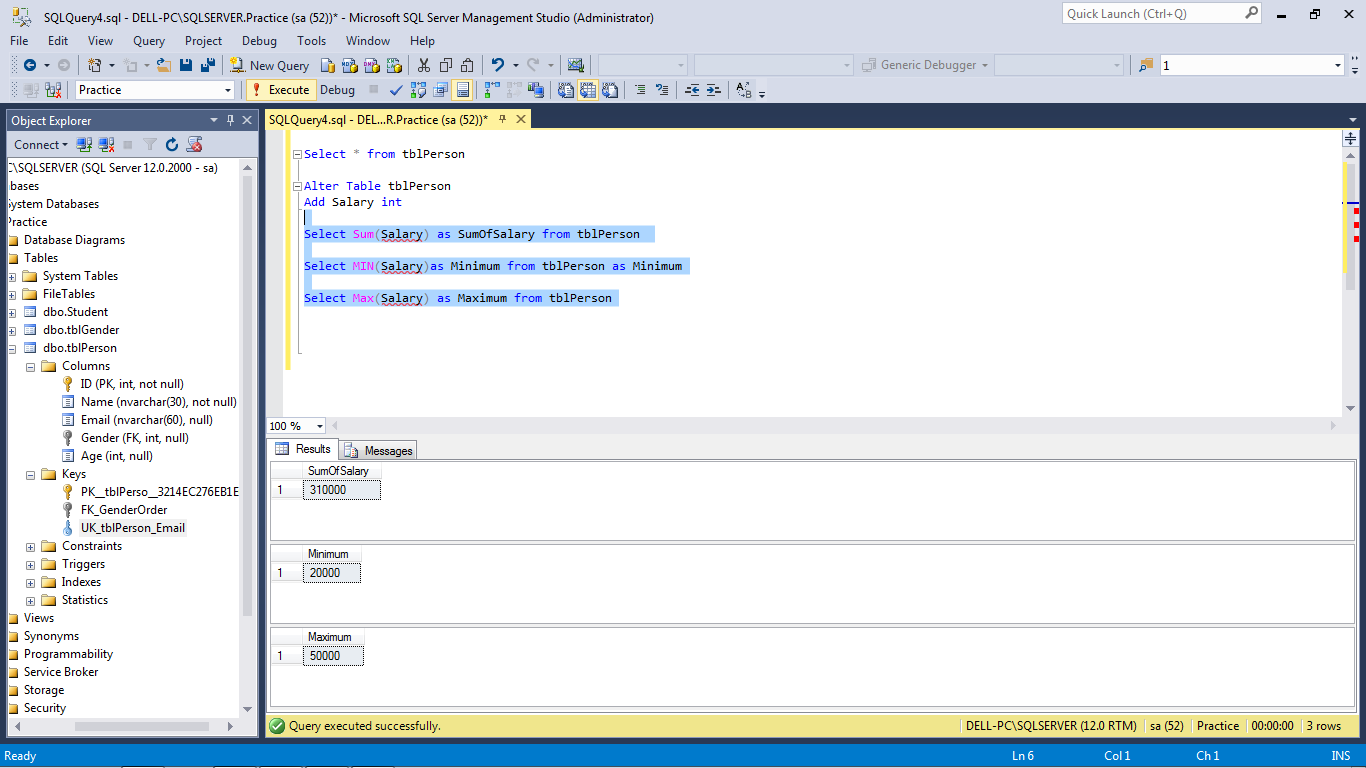 SQLQuery4.sql - DELL-PC\SQLSERVER.Practice (sa (52))* - Microsoft SQL Server Management Studio (Administrator)
Quick Launch (Ctrl+Q)
File Edit View Query Project Debug Tools Window Help
New Query
Generic Debugger
1
Practice
Execute Debug
Object Explorer
Connect
:\SQLSERVER (SQL Server 12.0.2000 - sa)
bases
ystem Databases
ractice
Database Diagrams
Tables
System Tables
FileTables
dbo.Student
dbo.tblGender
dbo.tblPerson
Columns
ID (PK, int, not null)
Name (nvarchar(30), not null)
Email (nvarchar(60), null)
Gender (FK, int, null)
Age (int, null)
Keys
PK__tblPerso__3214EC276EB1E
FK_GenderOrder
UK_tblPerson_Email
Constraints
Triggers
Indexes
Statistics
Views
Synonyms
Programmability
Service Broker
Storage
Security
SQLQuery4.sql - DEL...R.Practice (sa (52))*
Select * from tblPerson
Alter Table tblPerson
Add Salary int
Select Sum(Salary) as SumOfSalary from tblPerson
Select MIN(Salary)as Minimum from tblPerson as Minimum
Select Max(Salary) as Maximum from tblPerson
100 %
Results Messages
SumOfSalary
1 310000
Minimum
1 20000
Maximum
1 50000
Query executed successfully.
DELL-PC\SQLSERVER (12.0 RTM) sa (52) Practice 00:00:00 3 rows
Ready Ln 6 Col 1 Ch 1 INS